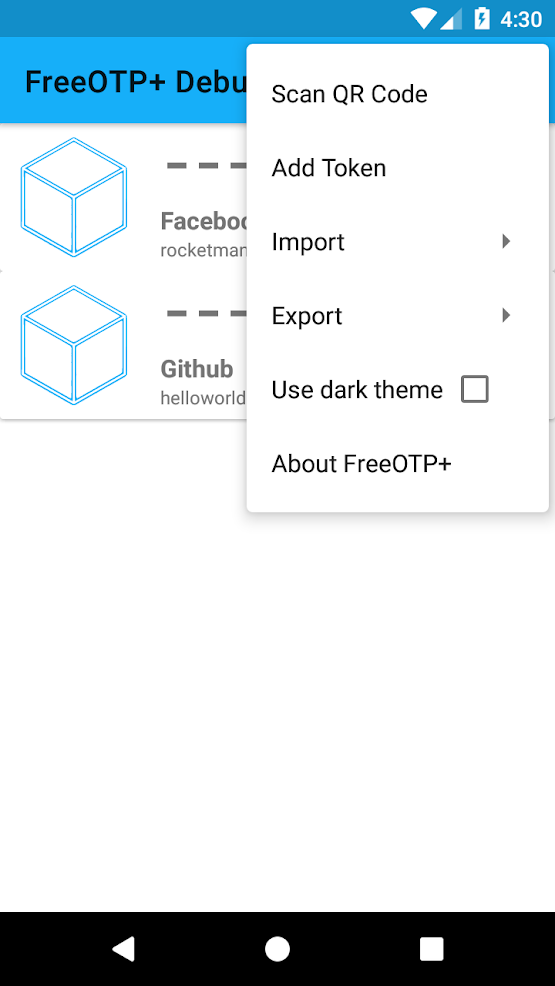 4:30
FreeOTP+ Debu
Scan QR Code
Add Token
Import
Export
Use dark theme
About FreeOTP+
Faceboo
rocketman
Github
helloworld